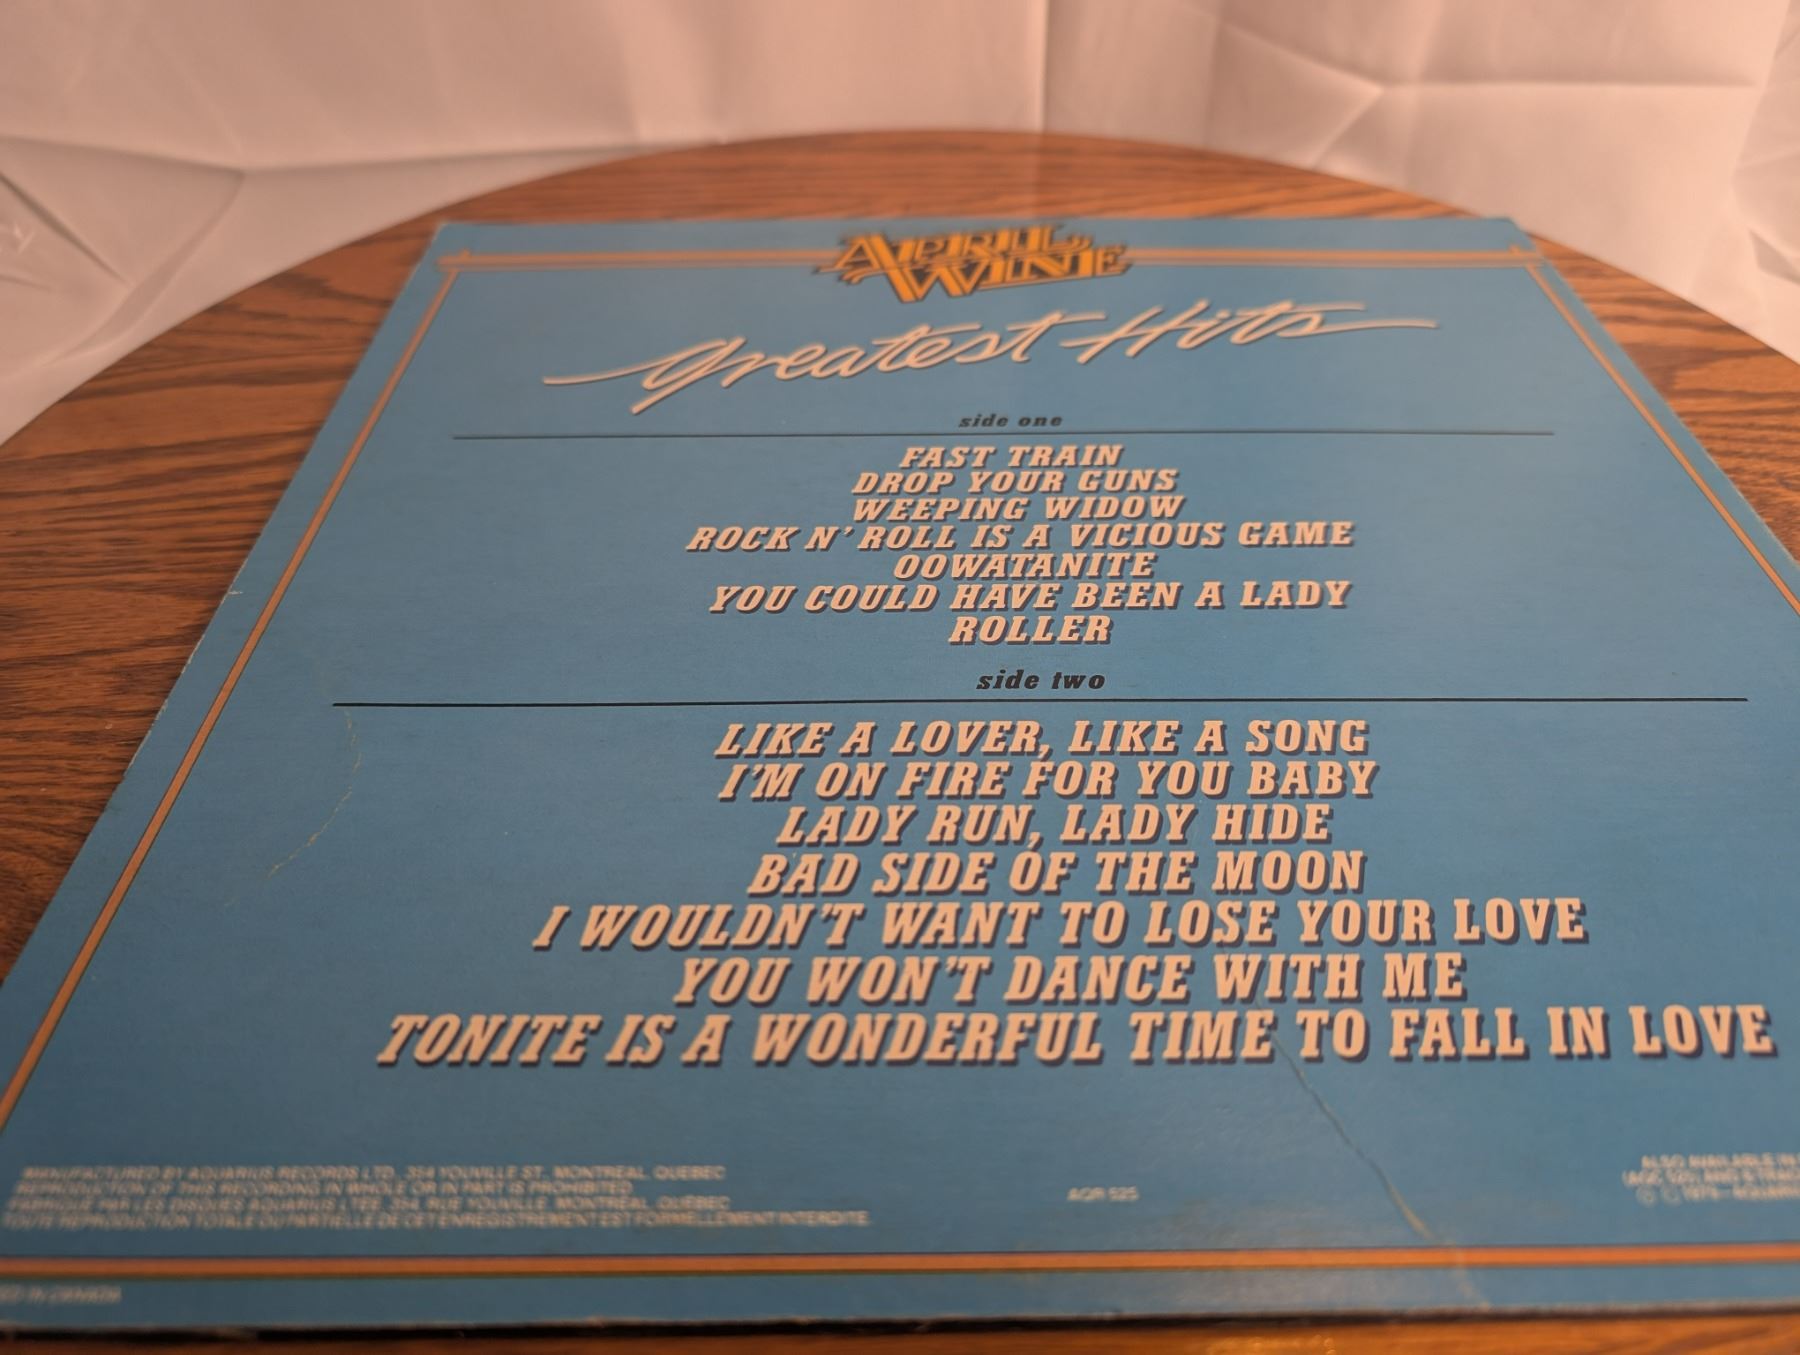 APRIL
WINE
Greatest Hits
side one
FAST TRAIN
DROP YOUR GUNS
WEEPING WIDOW
ROCK N' ROLL IS A VICIOUS GAME
OOWATANITE
YOU COULD HAVE BEEN A LADY
ROLLER
side two
LIKE A LOVER, LIKE A SONG
I'M ON FIRE FOR YOU BABY
LADY RUN, LADY HIDE
BAD SIDE OF THE MOON
I WOULDN'T WANT TO LOSE YOUR LOVE
YOU WON'T DANCE WITH ME
TONITE IS A WONDERFUL TIME TO FALL IN LOVE
MANUFACTURED BY AQUARIUS RECORDS LTD., 354 YOUVILLE ST., MONTREAL, QUEBEC
REPRODUCTION OF THIS RECORDING IN WHOLE OR IN PART IS PROHIBITED.
FABRIQUÉ PAR LES DISQUES AQUARIUS LTÉE, 354, RUE YOUVILLE, MONTREAL, QUÉBEC
TOUTE REPRODUCTION TOTALE OU PARTIELLE DE CET ENREGISTREMENT EST FORMELLEMENT INTERDITE.
AQR 525
ALSO AVAILABLE IN
IN CANADA